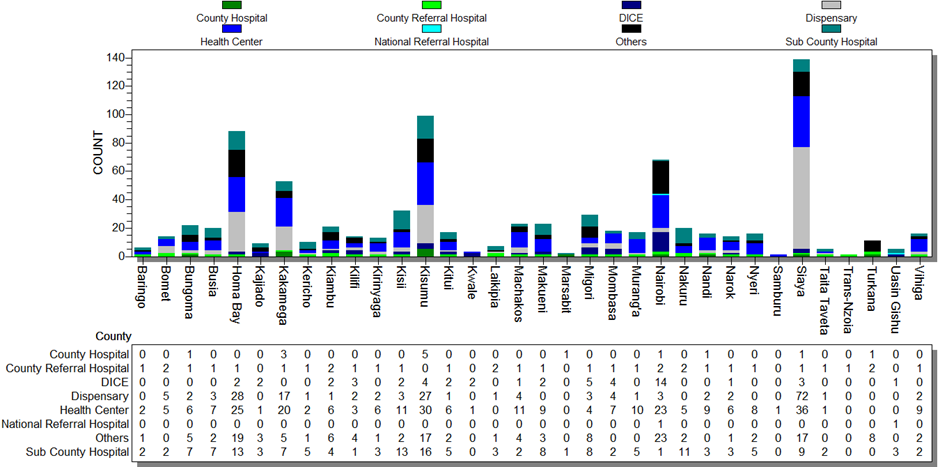 County Hospital County Referral Hospital DICE Dispensary
Health Center National Referral Hospital Others Sub County Hospital
COUNT
140
120
100
80
60
40
20
0
Baringo
Bomet
Bungoma
Busia
Homa Bay
Kajiado
Kakamega
Kericho
Kiambu
Kilifi
Kirinyaga
Kisii
Kisumu
Kitui
Kwale
Laikipia
Machakos
Makueni
Marsabit
Migori
Mombasa
Murang'a
Nairobi
Nakuru
Nandi
Narok
Nyeri
Samburu
Siaya
Taita Taveta
Trans-Nzoia
Turkana
Uasin Gishu
Vihiga
County
County Hospital 0 0 1 0 0 0 3 0 0 0 0 0 5 0 0 0 0 0 1 0 0 0 1 0 1 0 0 0 1 0 0 1 0 0
County Referral Hospital 1 2 1 1 1 0 1 1 2 1 1 1 1 1 0 2 1 1 0 1 1 1 2 2 1 2 1 0 1 1 1 1 0 1
DICE 0 0 0 0 2 2 0 0 2 3 0 2 4 2 2 0 1 2 0 5 4 0 14 0 0 1 0 0 3 0 0 0 1 0
Dispensary 0 5 2 3 28 0 17 1 1 2 2 3 27 1 0 1 4 0 0 3 4 1 3 0 2 1 0 0 72 1 0 0 0 2
Health Center 2 5 6 7 25 1 20 2 6 3 6 11 30 6 1 0 11 9 0 4 7 10 23 5 9 6 8 1 36 1 0 0 0 9
National Referral Hospital 0 0 0 0 0 0 0 0 0 0 0 0 0 0 0 0 0 0 0 0 0 0 1 0 0 0 0 0 0 0 0 0 1 0
Others 1 0 5 2 19 3 5 1 6 4 1 2 17 2 0 1 4 3 0 8 0 0 23 2 0 1 2 0 17 0 0 8 0 2
Sub County Hospital 2 2 7 7 13 3 7 5 4 1 3 13 16 5 0 3 2 8 1 8 2 5 1 11 3 3 5 0 9 2 0 0 3 2